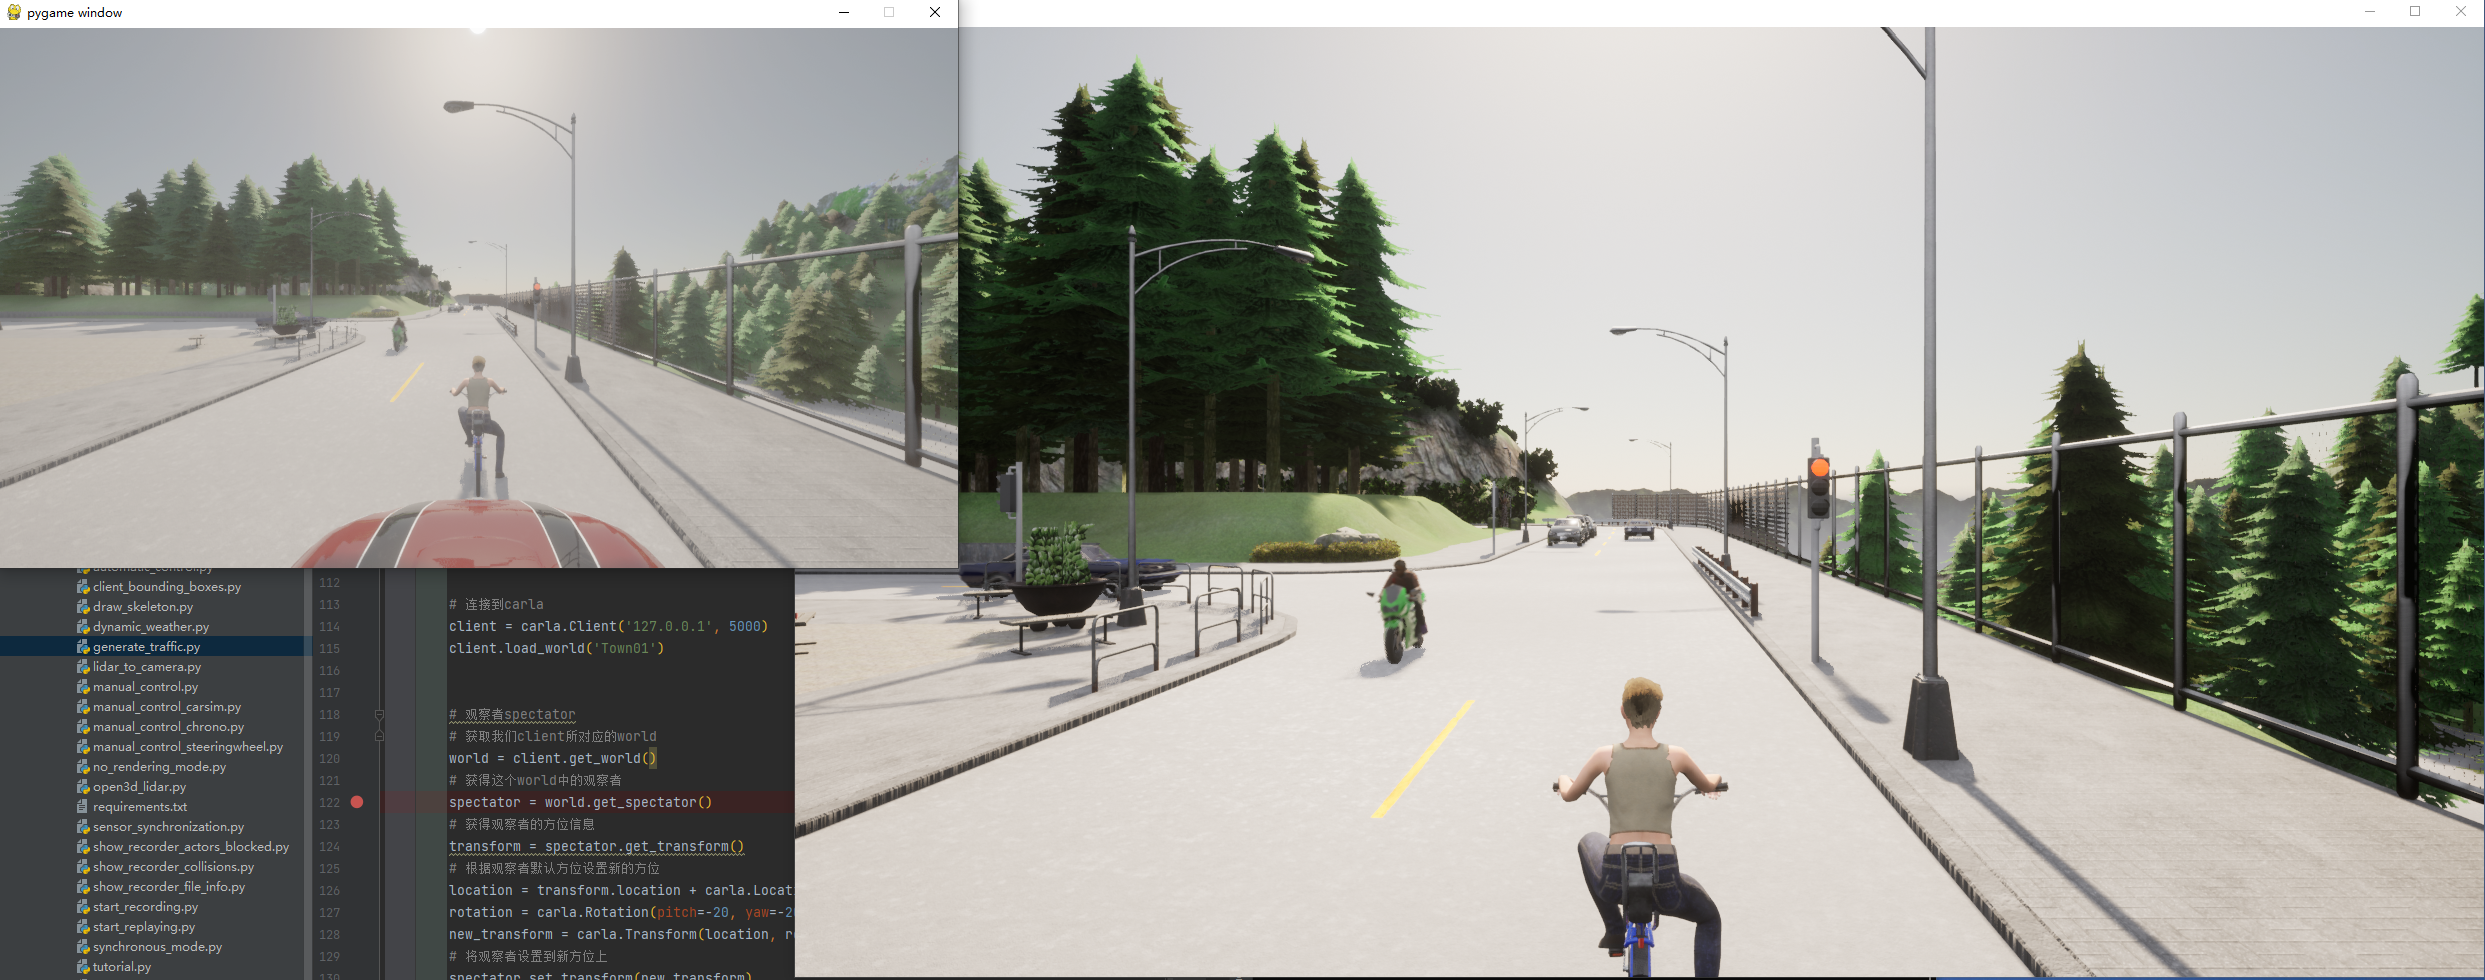 pygame window
automatic_control.py
client_bounding_boxes.py
draw_skeleton.py
dynamic_weather.py
generate_traffic.py
lidar_to_camera.py
manual_control.py
manual_control_carsim.py
manual_control_chrono.py
manual_control_steeringwheel.py
no_rendering_mode.py
open3d_lidar.py
requirements.txt
sensor_synchronization.py
show_recorder_actors_blocked.py
show_recorder_collisions.py
show_recorder_file_info.py
start_recording.py
start_replaying.py
synchronous_mode.py
tutorial.py
112
113 # 连接到carla
114 client = carla.Client('127.0.0.1', 5000)
115 client.load_world('Town01')
116
117
118 # 观察者spectator
119 # 获取我们client所对应的world
120 world = client.get_world()
121 # 获得这个world中的观察者
122 spectator = world.get_spectator()
123 # 获得观察者的方位信息
124 transform = spectator.get_transform()
125 # 根据观察者默认方位设置新的方位
126 location = transform.location + carla.Locat
127 rotation = carla.Rotation(pitch=-20, yaw=-2
128 new_transform = carla.Transform(location, r
129 # 将观察者设置到新方位上
130 spectator.set_transform(new_transform)